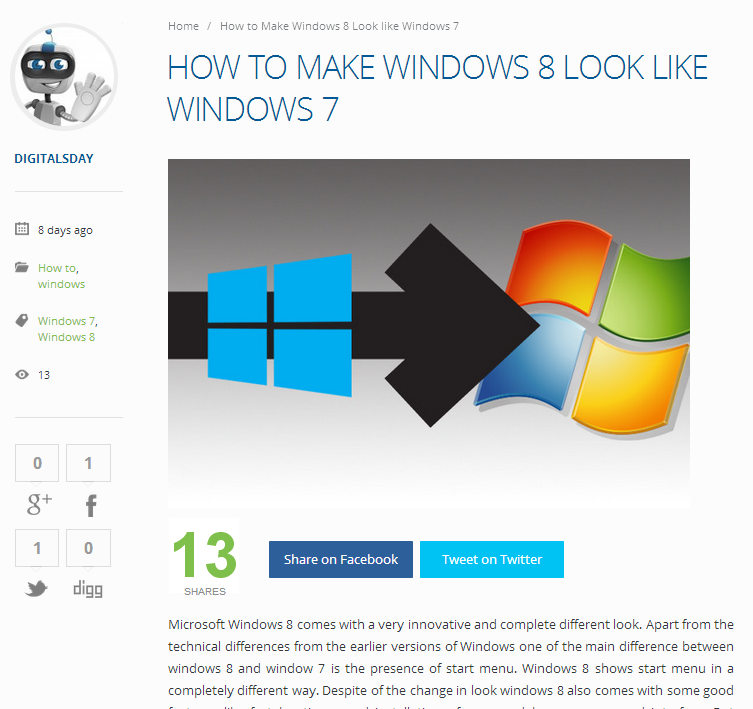 Home / How to Make Windows 8 Look like Windows 7
HOW TO MAKE WINDOWS 8 LOOK LIKE
WINDOWS 7
DIGITALSDAY
8 days ago
How to,
windows
Windows 7,
Windows 8
13
0 1
g+ f
1 0
digg
13
SHARES
Share on Facebook
Tweet on Twitter
Microsoft Windows 8 comes with a very innovative and complete different look. Apart from the
technical differences from the earlier versions of Windows one of the main difference between
windows 8 and window 7 is the presence of start menu. Windows 8 shows start menu in a
completely different way. Despite of the change in look windows 8 also comes with some good